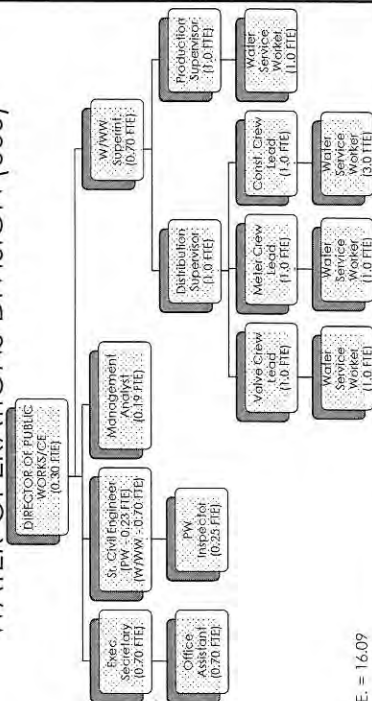 WATER OPERATIONS DIVISION
DIRECTOR OF PUBLIC
WORKS/CE
(0.30 FTE)
Exec.
Secretary
(0.70 FTE)
Office
Assistant
(0.70 FTE)
Sr. Civil Engineer
(PW - 0.23 FTE)
(W/WW - 0.70 FTE)
PW
Inspector
(0.25 FTE)
Management
Analyst
(0.19 FTE)
W/WW
Superint.
(0.70 FTE)
Distribution
Supervisor
(1.0 FTE)
Production
Supervisor
(1.0 FTE)
Valve Crew
Lead
(1.0 FTE)
Meter Crew
Lead
(1.0 FTE)
Const. Crew
Lead
(1.0 FTE)
Water
Service
Worker
(1.0 FTE)
Water
Service
Worker
(1.0 FTE)
Water
Service
Worker
(1.0 FTE)
Water
Service
Worker
(3.0 FTE)
E. = 16.09